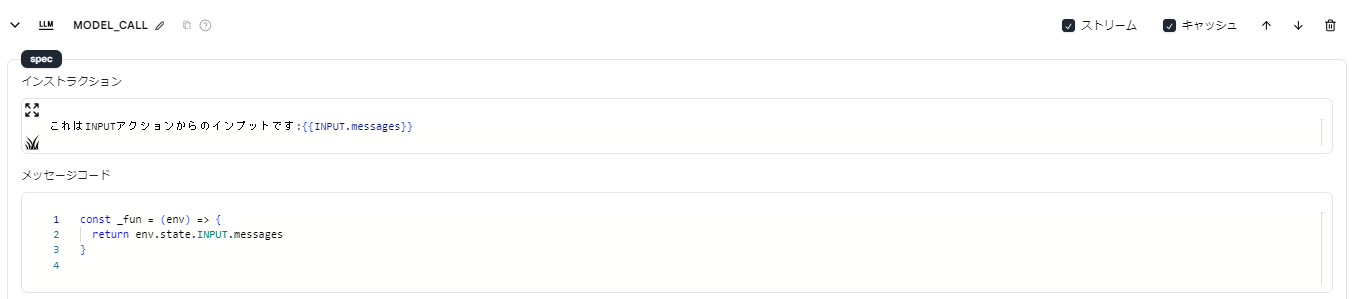 LLM MODEL_CALL ストリーム キャッシュ
spec
インストラクション
これはINPUTアクションからのインプットです:{{INPUT.messages}}
メッセージコード
1 const _fun = (env) => {
2 return env.state.INPUT.messages
3 }
4